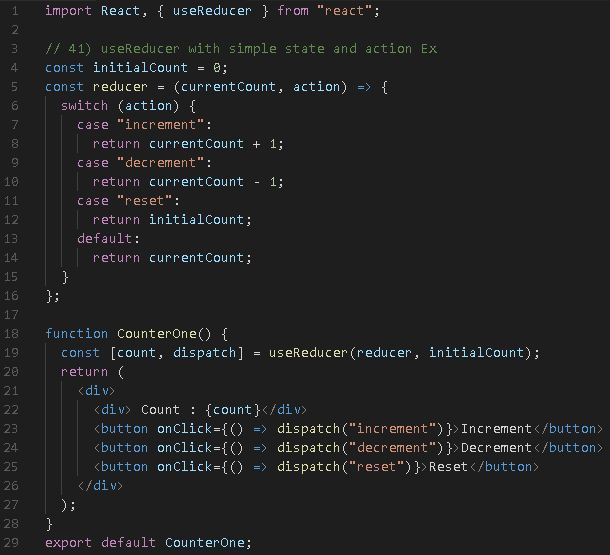 1 import React, { useReducer } from "react";
2
3 // 41) useReducer with simple state and action Ex
4 const initialCount = 0;
5 const reducer = (currentCount, action) => {
6   switch (action) {
7     case "increment":
8       return currentCount + 1;
9     case "decrement":
10       return currentCount - 1;
11     case "reset":
12       return initialCount;
13     default:
14       return currentCount;
15   }
16 };
17
18 function CounterOne() {
19   const [count, dispatch] = useReducer(reducer, initialCount);
20   return (
21     <div>
22       <div> Count : {count}</div>
23       <button onClick={() => dispatch("increment")}>Increment</button>
24       <button onClick={() => dispatch("decrement")}>Decrement</button>
25       <button onClick={() => dispatch("reset")}>Reset</button>
26     </div>
27   );
28 }
29 export default CounterOne;